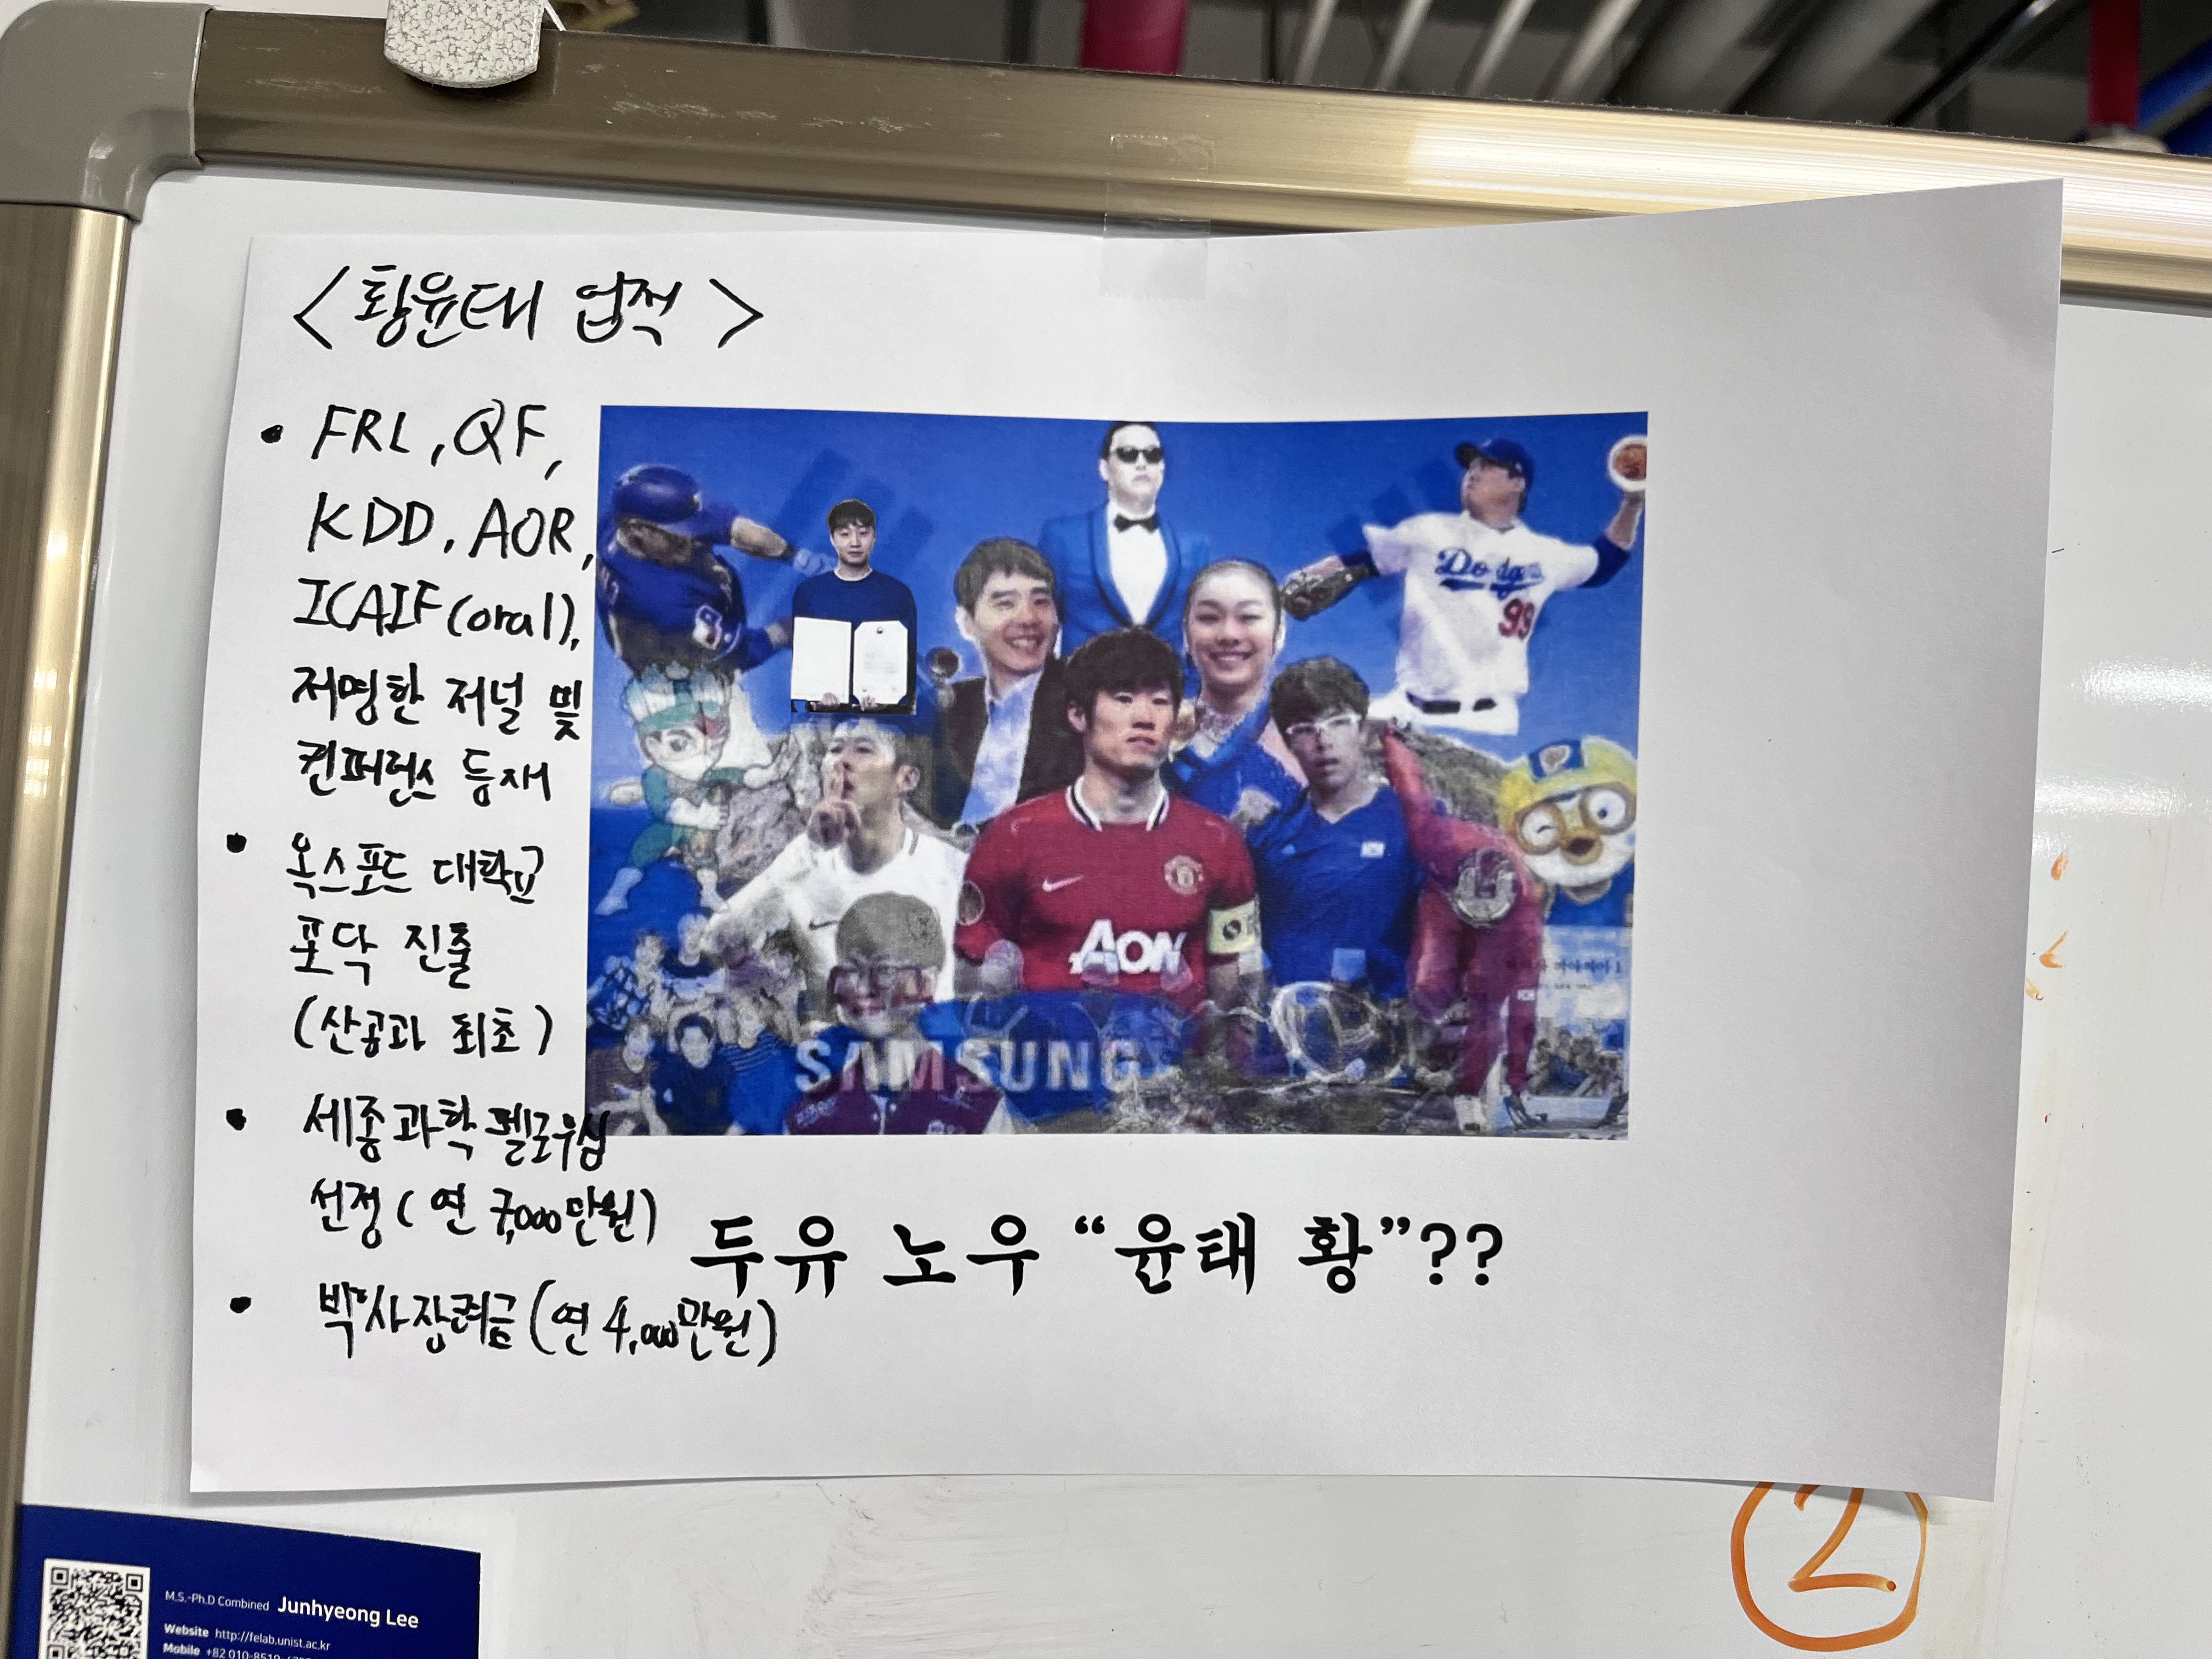 <황윤태 업적>
• FRL, QF,
KDD, AOR,
ICAIF(oral),
저명한 저널 및
컨퍼런스 등재
• 옥스포드 대학교
포닥 진출
(산공과 최초)
• 세종과학 펠로우십
선정(연 7,000만원)
• 박사장려금(연 4,000만원)
Dodgers
99
AON
SAMSUNG
두유 노우 “윤태 황”??
2
M.S.-Ph.D Combined Junhyeong Lee
Website http://felab.unist.ac.kr
Mobile +82 010-8510-